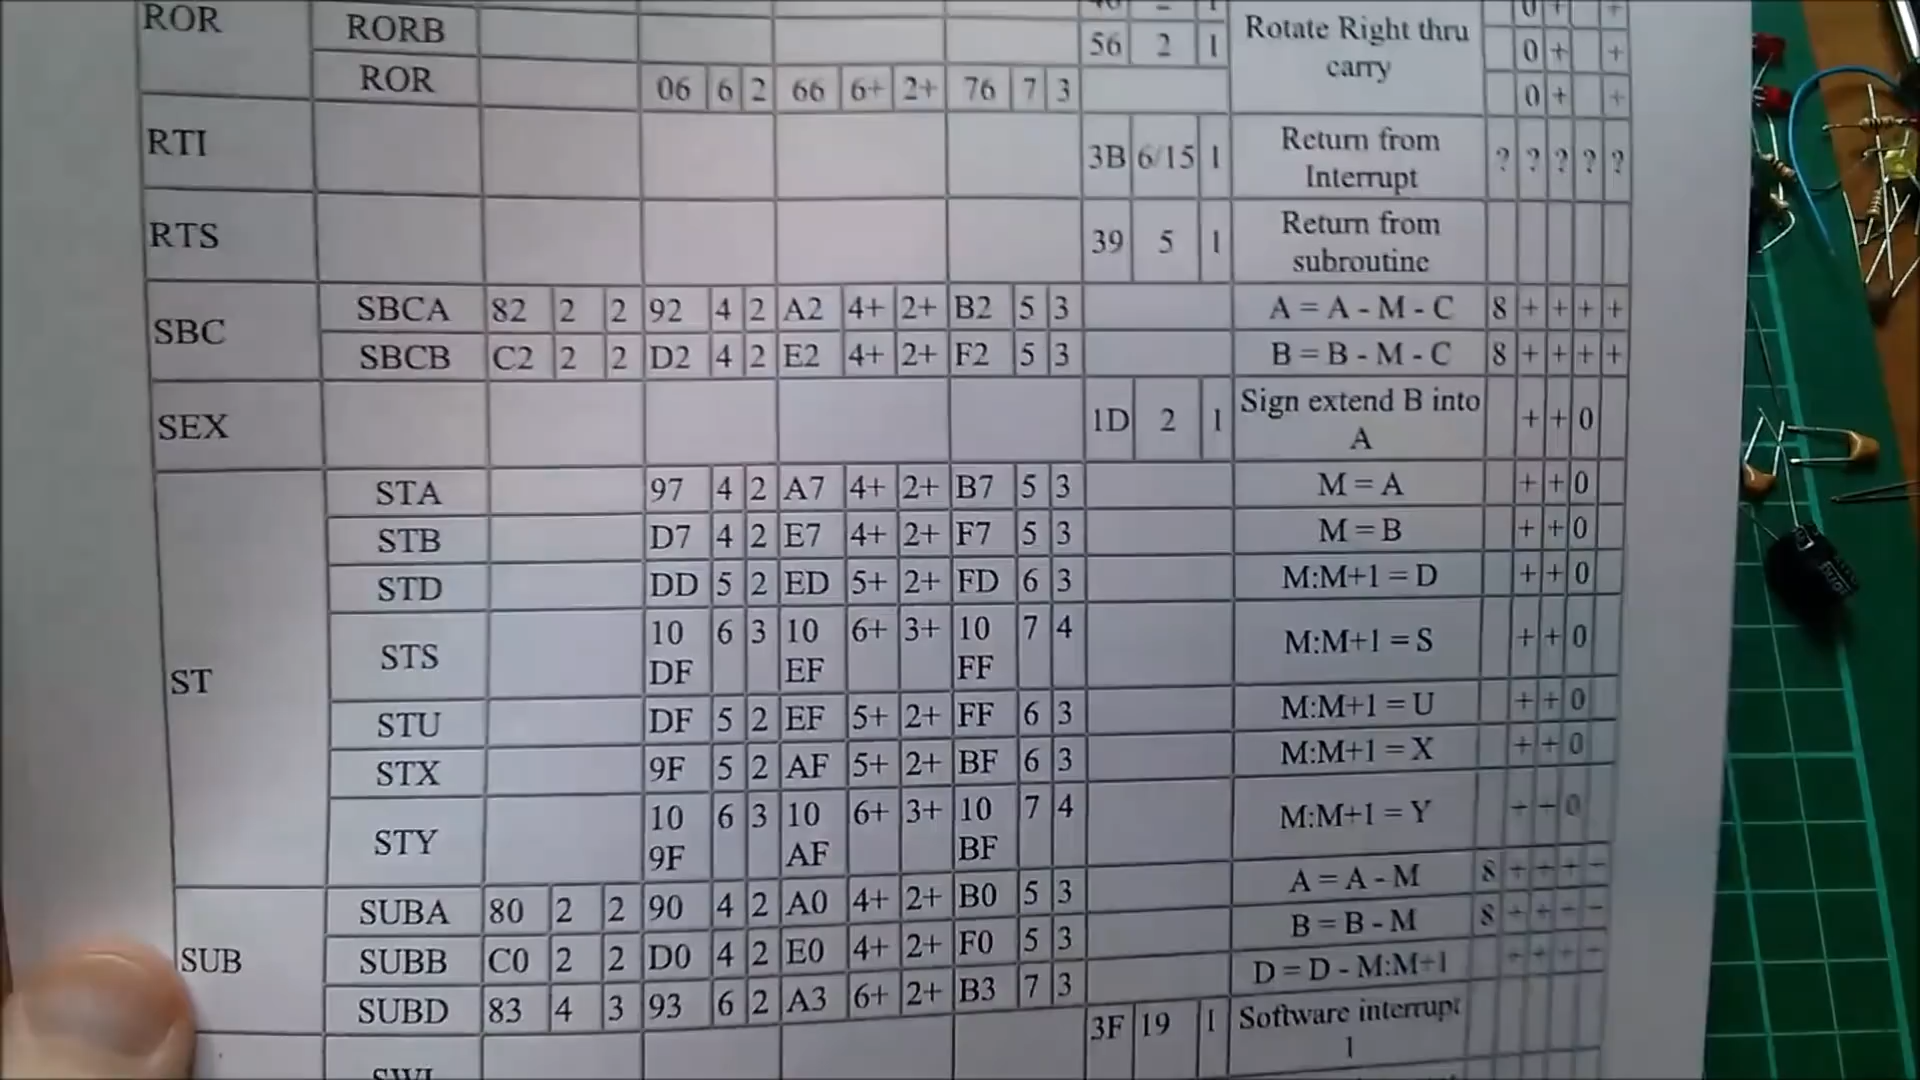 ROR RORB 56 2 1 Rotate Right thru carry 0 +   +
ROR 06 6 2 66 6+ 2+ 76 7 3 0 +   +
RTI 3B 6/15 1 Return from Interrupt ? ? ? ? ?
RTS 39 5 1 Return from subroutine
SBC SBCA 82 2 2 92 4 2 A2 4+ 2+ B2 5 3 A = A - M - C 8 + + + +
SBCB C2 2 2 D2 4 2 E2 4+ 2+ F2 5 3 B = B - M - C 8 + + + +
SEX 1D 2 1 Sign extend B into A + + 0
ST STA 97 4 2 A7 4+ 2+ B7 5 3 M = A + + 0
STB D7 4 2 E7 4+ 2+ F7 5 3 M = B + + 0
STD DD 5 2 ED 5+ 2+ FD 6 3 M:M+1 = D + + 0
STS 10 DF 6 3 10 EF 6+ 3+ 10 FF 7 4 M:M+1 = S + + 0
STU DF 5 2 EF 5+ 2+ FF 6 3 M:M+1 = U + + 0
STX 9F 5 2 AF 5+ 2+ BF 6 3 M:M+1 = X + + 0
STY 10 9F 6 3 10 AF 6+ 3+ 10 BF 7 4 M:M+1 = Y + + 0
SUB SUBA 80 2 2 90 4 2 A0 4+ 2+ B0 5 3 A = A - M 8 + + + +
SUBB C0 2 2 D0 4 2 E0 4+ 2+ F0 5 3 B = B - M 8 + + + +
SUBD 83 4 3 93 6 2 A3 6+ 2+ B3 7 3 D = D - M:M+1 + + + +
3F 19 1 Software interrupt 1